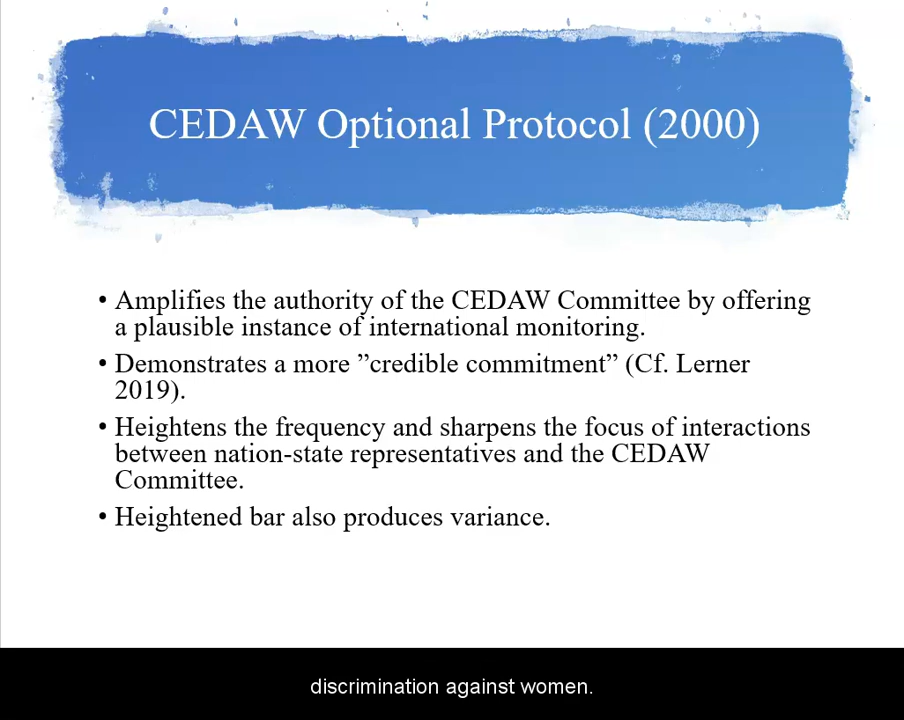 CEDAW Optional Protocol (2000)
• Amplifies the authority of the CEDAW Committee by offering
a plausible instance of international monitoring.
• Demonstrates a more ”credible commitment” (Cf. Lerner
2019).
• Heightens the frequency and sharpens the focus of interactions
between nation-state representatives and the CEDAW
Committee.
• Heightened bar also produces variance.
discrimination against women.